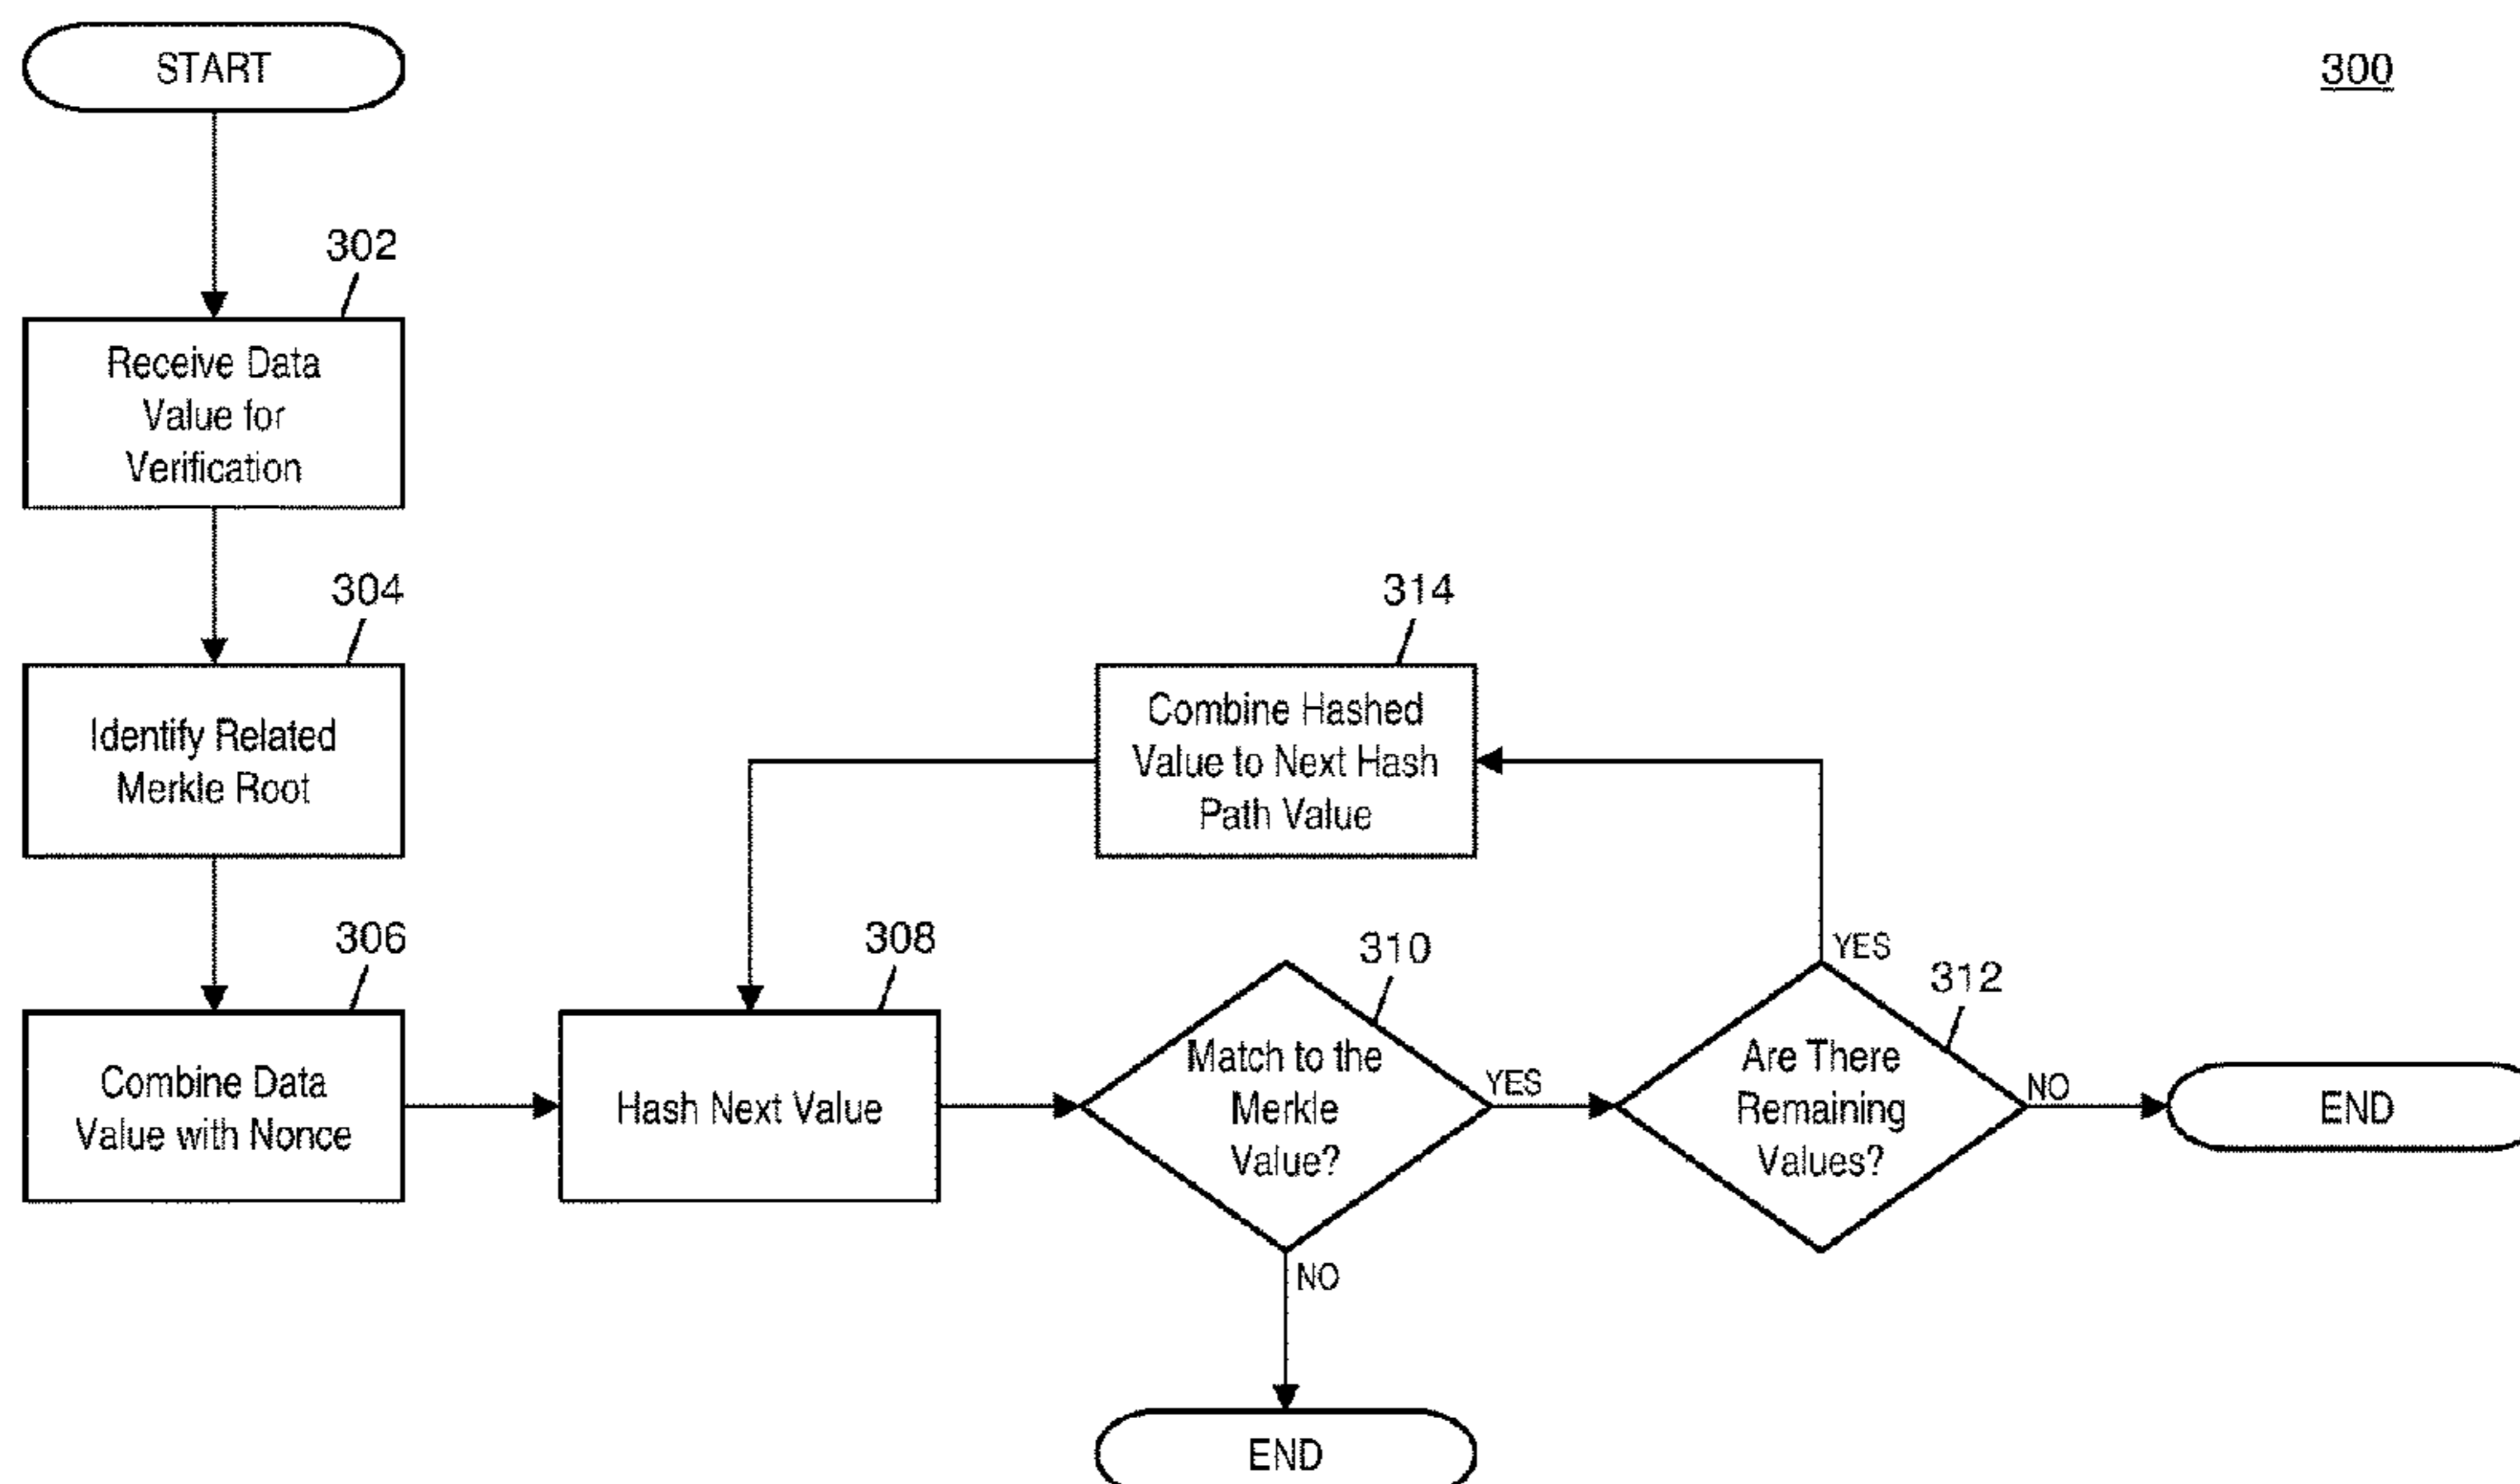 START
300
302
Receive Data
Value for
Verification
304
Identify Related
Merkle Root
306
Combine Data
Value with Nonce
308
Hash Next Value
314
Combine Hashed
Value to Next Hash
Path Value
310
Match to the
Merkle
Value?
YES
NO
312
Are There
Remaining
Values?
YES
NO
END
END